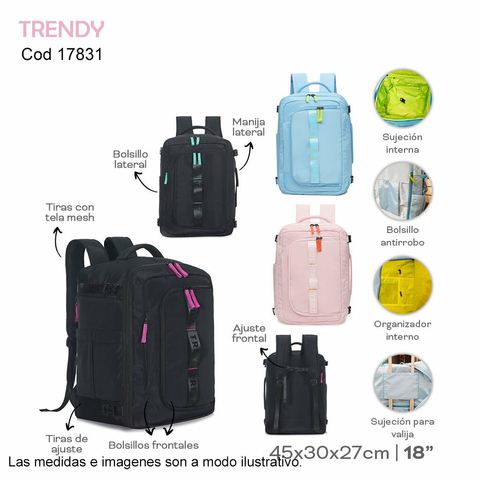 TRENDY
Cod 17831
Manija
lateral
Bolsillo
lateral
Tiras con
tela mesh
Sujeción
interna
Bolsillo
antirrobo
Organizador
interno
Ajuste
frontal
Sujeción para
valija
Tiras de
ajuste
Bolsillos frontales
45x30x27cm | 18”
Las medidas e imagenes son a modo ilustrativo.